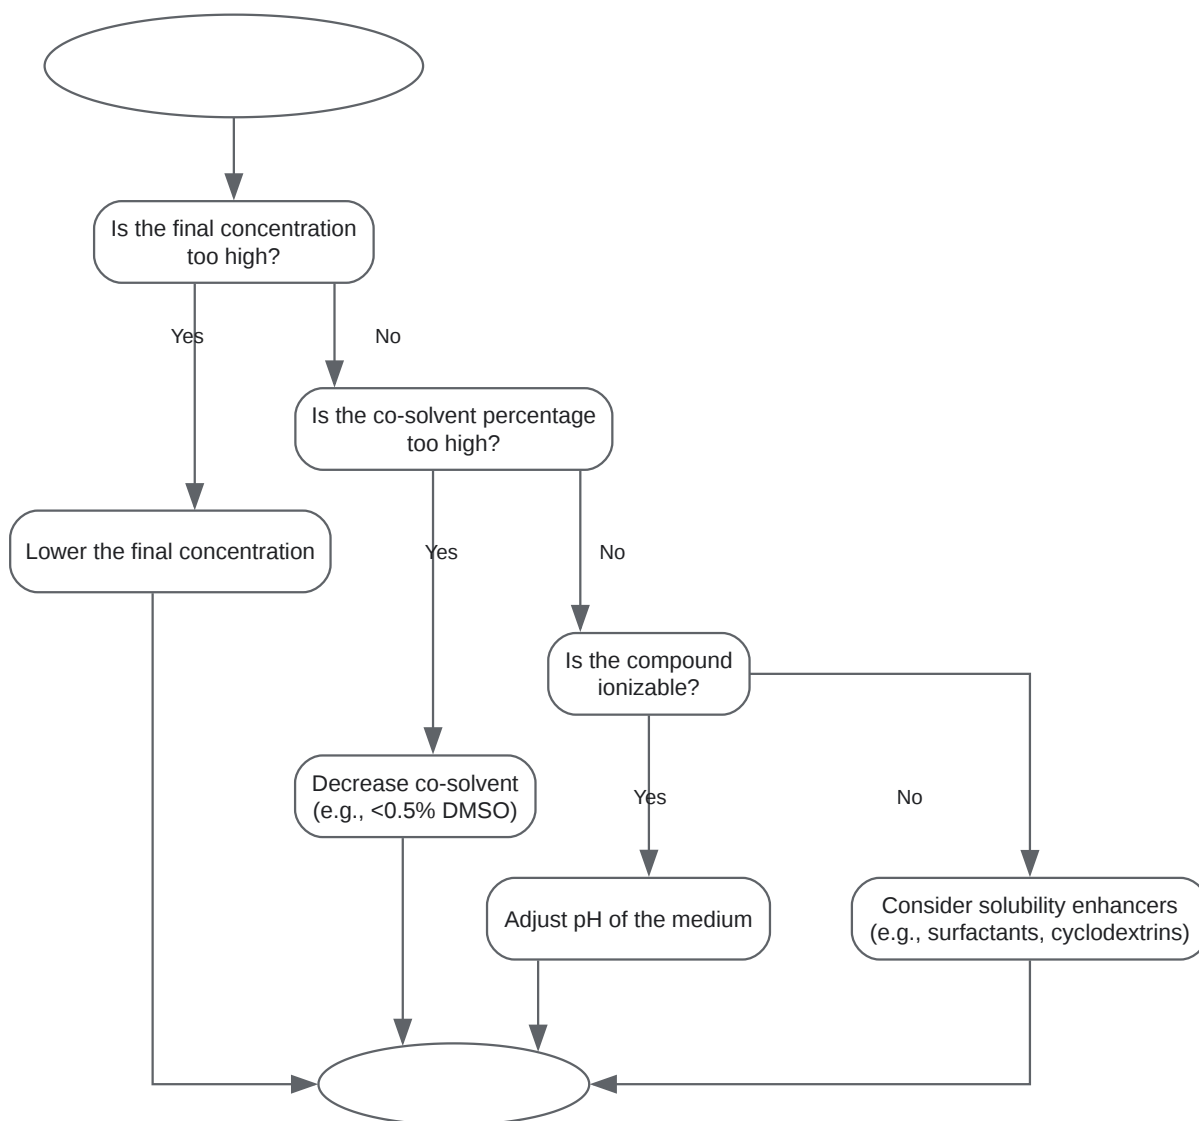 Is the final concentration
too high?
Yes
No
Is the co-solvent percentage
too high?
Lower the final concentration
Yes
No
Is the compound
ionizable?
Decrease co-solvent
(e.g., <0.5% DMSO)
Yes
No
Adjust pH of the medium
Consider solubility enhancers
(e.g., surfactants, cyclodextrins)